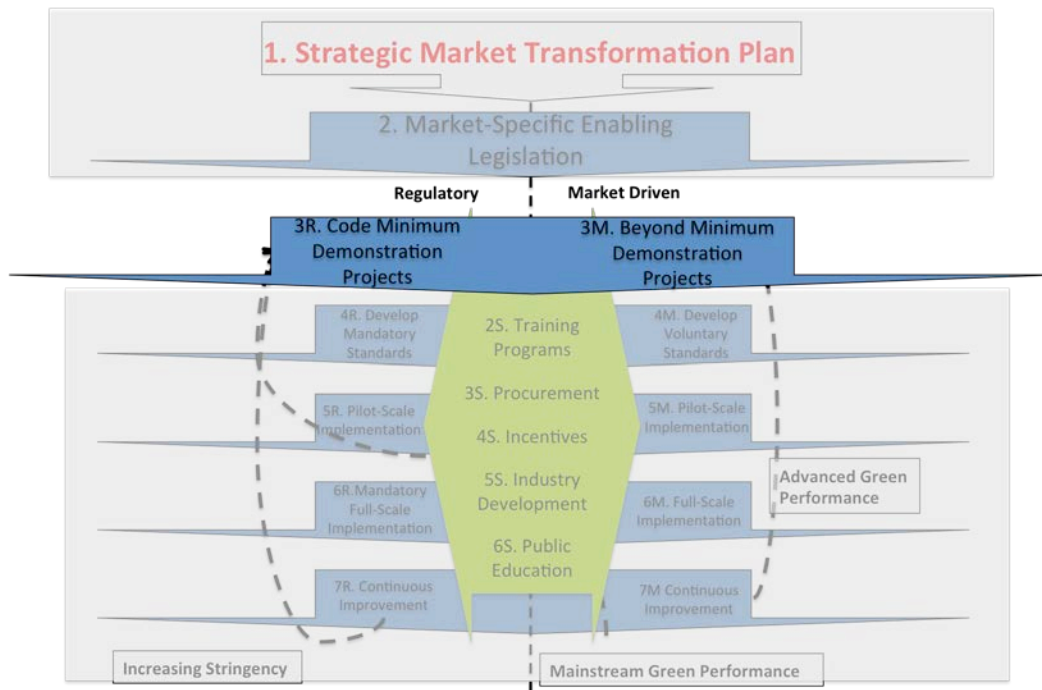 1. Strategic Market Transformation Plan
2. Market-Specific Enabling
Legislation
Regulatory
Market Driven
3R. Code Minimum
Demonstration
Projects
3M. Beyond Minimum
Demonstration
Projects
4R. Develop
Mandatory
Standards
2S. Training
Programs
4M. Develop
Voluntary
Standards
3S. Procurement
5R. Pilot-Scale
Implementation
5M. Pilot-Scale
Implementation
4S. Incentives
Advanced Green
Performance
5S. Industry
Development
6R.Mandatory
Full-Scale
Implementation
6M. Full-Scale
Implementation
6S. Public
Education
7R. Continuous
Improvement
7M Continuous
Improvement
Increasing Stringency
Mainstream Green Performance